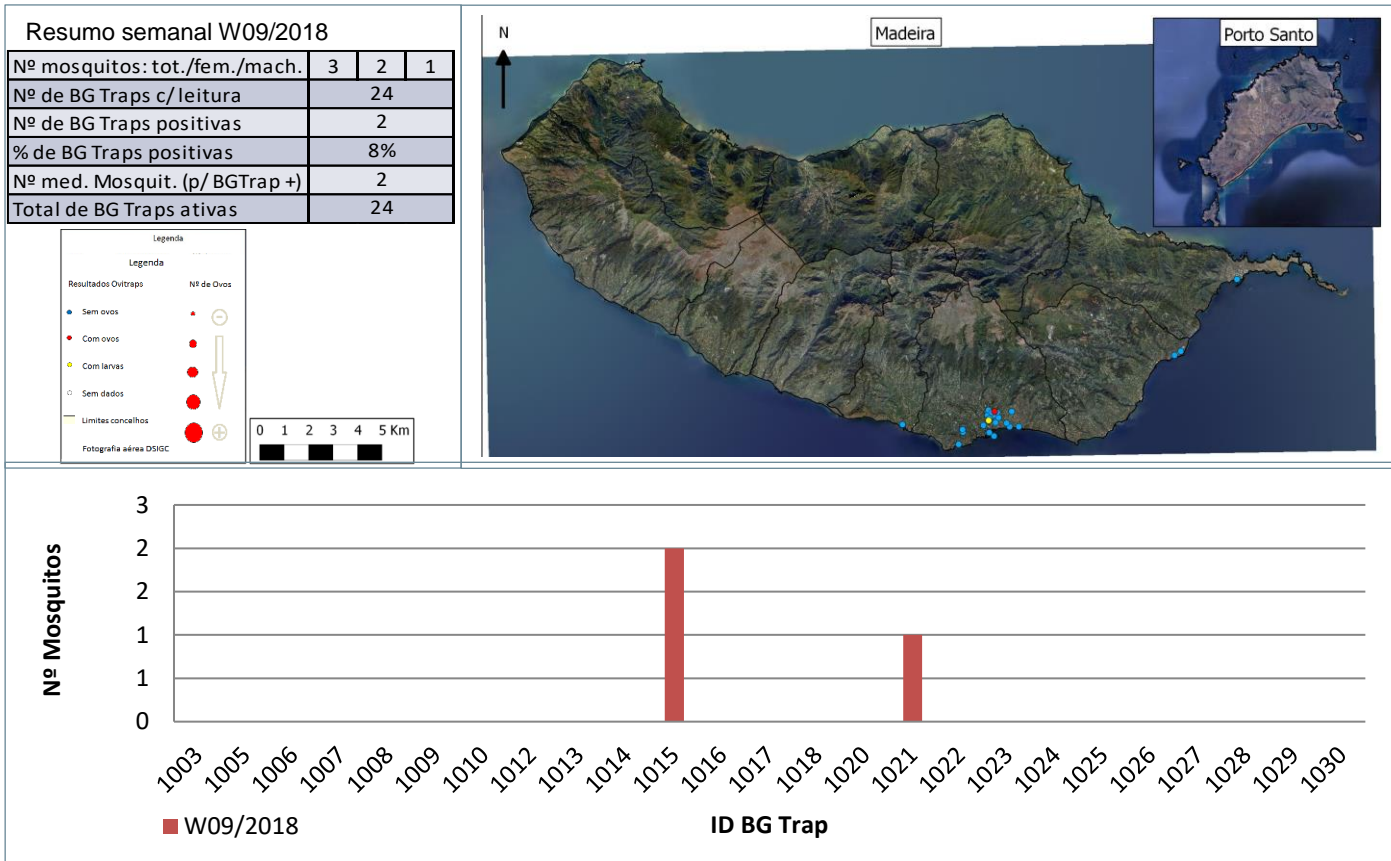 Resumo semanal W09/2018
Nº mosquitos: tot./fem./mach. 3 2 1
Nº de BG Traps c/ leitura 24
Nº de BG Traps positivas 2
% de BG Traps positivas 8%
Nº med. Mosquit. (p/ BGTrap +) 2
Total de BG Traps ativas 24
Legenda
Legenda
Resultados Ovitraps Nº de Ovos
Sem ovos
Com ovos
Com larvas
Sem dados
Limites concelhos
Fotografia aérea DSIGC
0 1 2 3 4 5 Km
N
Madeira
Porto Santo
Nº Mosquitos
3
2
2
1
1
0
1003 1005 1006 1007 1008 1009 1010 1012 1013 1014 1015 1016 1017 1018 1020 1021 1022 1023 1024 1026 1027 1028 1029 1030
W09/2018
ID BG Trap